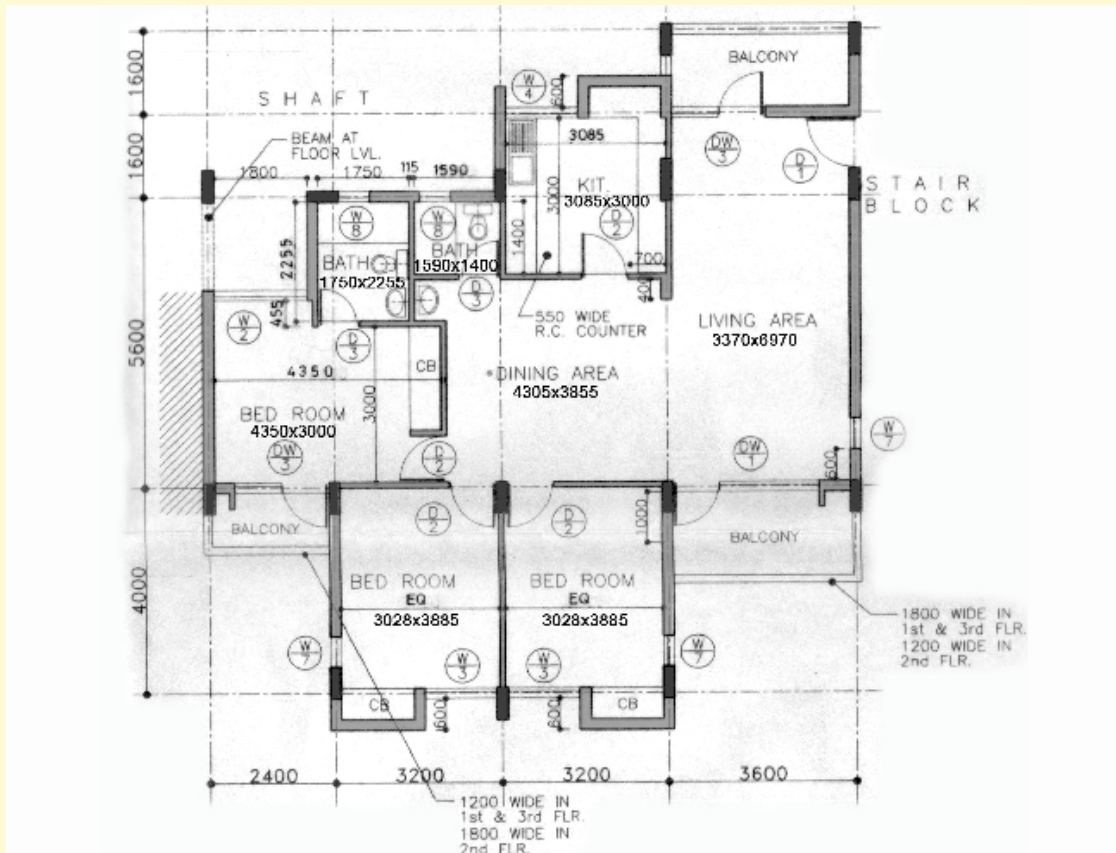 BALCONY
1600
W
4
600
SHAFT
3085
BEAM AT
FLOOR LVL.
DW
3
D
1
1600
1800
1750
115
1590
STAIR
BLOCK
KIT.
3085x3000
3000
D
2
W
8
W
8
1400
BATH
1590x1400
2255
BATH
1750x2255
700
400
D
3
455
W
2
550 WIDE
R.C. COUNTER
LIVING AREA
3370x6970
5600
D
3
CB
4350
DINING AREA
4305x3855
3000
BED ROOM
4350x3000
DW
3
D
2
DW
1
W
7
600
BALCONY
D
2
D
2
1000
BALCONY
4000
BED ROOM
EQ
3028x3885
BED ROOM
EQ
3028x3885
1800 WIDE IN
1st & 3rd FLR.
1200 WIDE IN
2nd FLR.
W
7
W
3
W
3
W
7
CB
600
600
CB
2400
3200
3200
3600
1200 WIDE IN
1st & 3rd FLR.
1800 WIDE IN
2nd FLR.